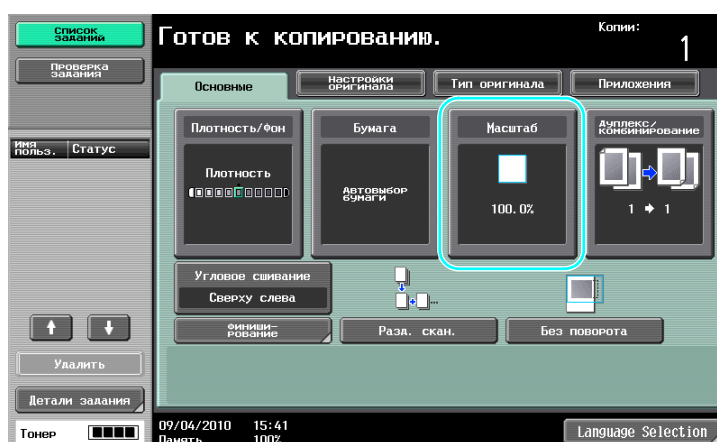 Список
заданий
Готов к копированию.
Копии:
1
Проверка
задания
Основные
Настройки
оригинала
Тип оригинала
Приложения
Имя
польз.
Статус
Плотность/Фон
Плотность
Бумага
Автовыбор
бумаги
Масштаб
100.0%
Дуплекс/
Комбинирование
1 → 1
Угловое сшивание
Сверху слева
Финиши-
рование
Разд. скан.
Без поворота
Удалить
Детали задания
Тонер
09/04/2010 15:41
Память 100%
Language Selection